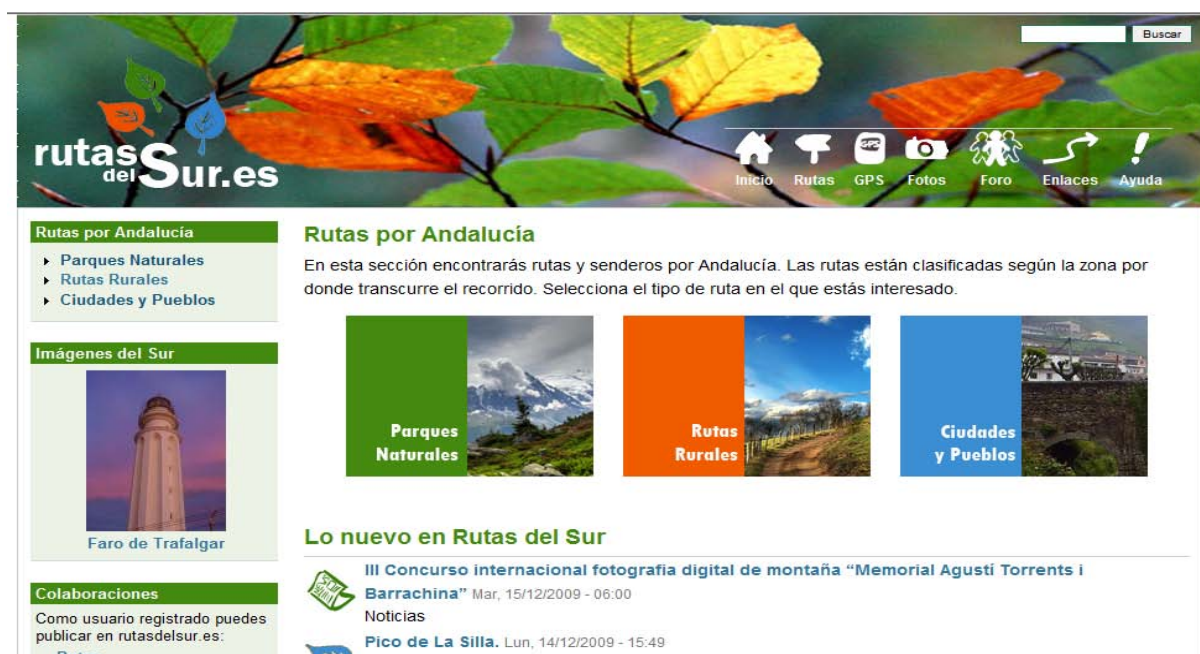 Buscar
rutas
del Sur.es
GPS
Inicio Rutas GPS Fotos Foro Enlaces Ayuda
Rutas por Andalucía
Parques Naturales
Rutas Rurales
Ciudades y Pueblos
Imágenes del Sur
Faro de Trafalgar
Colaboraciones
Como usuario registrado puedes
publicar en rutasdelsur.es:
Rutas por Andalucía
En esta sección encontrarás rutas y senderos por Andalucía. Las rutas están clasificadas según la zona por
donde transcurre el recorrido. Selecciona el tipo de ruta en el que estás interesado.
Parques
Naturales
Rutas
Rurales
Ciudades
y Pueblos
Lo nuevo en Rutas del Sur
III Concurso internacional fotografia digital de montaña “Memorial Agustí Torrents i
Barrachina” Mar, 15/12/2009 - 06:00
Noticias
Pico de La Silla. Lun, 14/12/2009 - 15:49